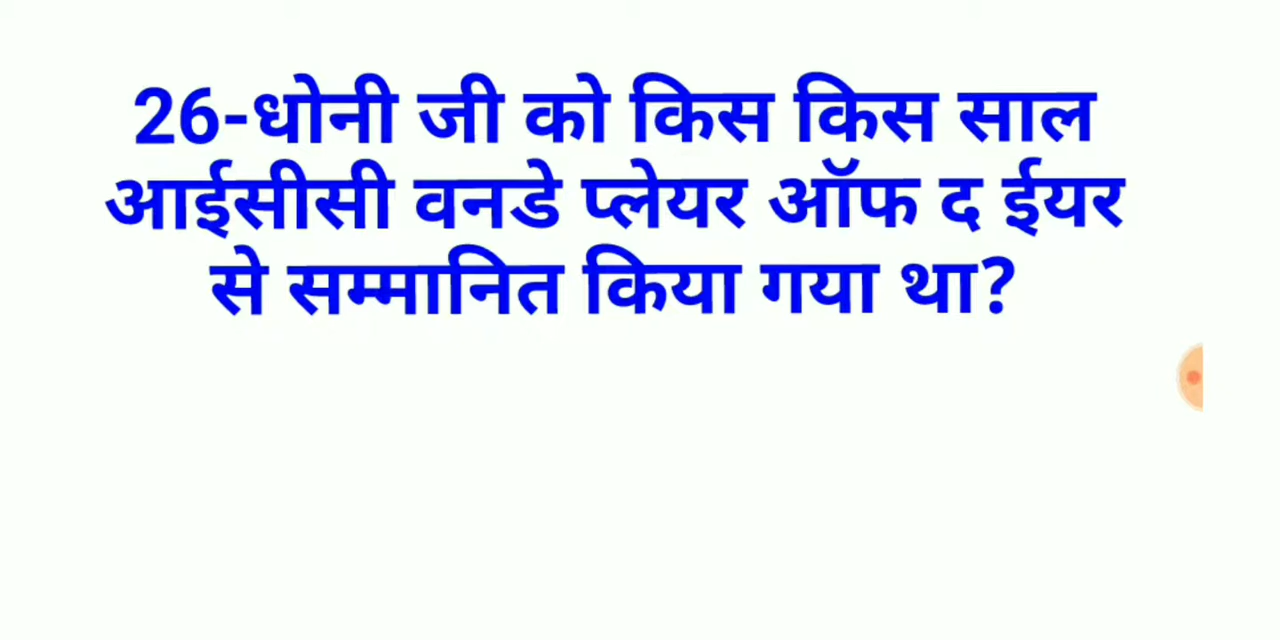 26-धोनी जी को किस किस साल
आईसीसी वनडे प्लेयर ऑफ द ईयर
से सम्मानित किया गया था?